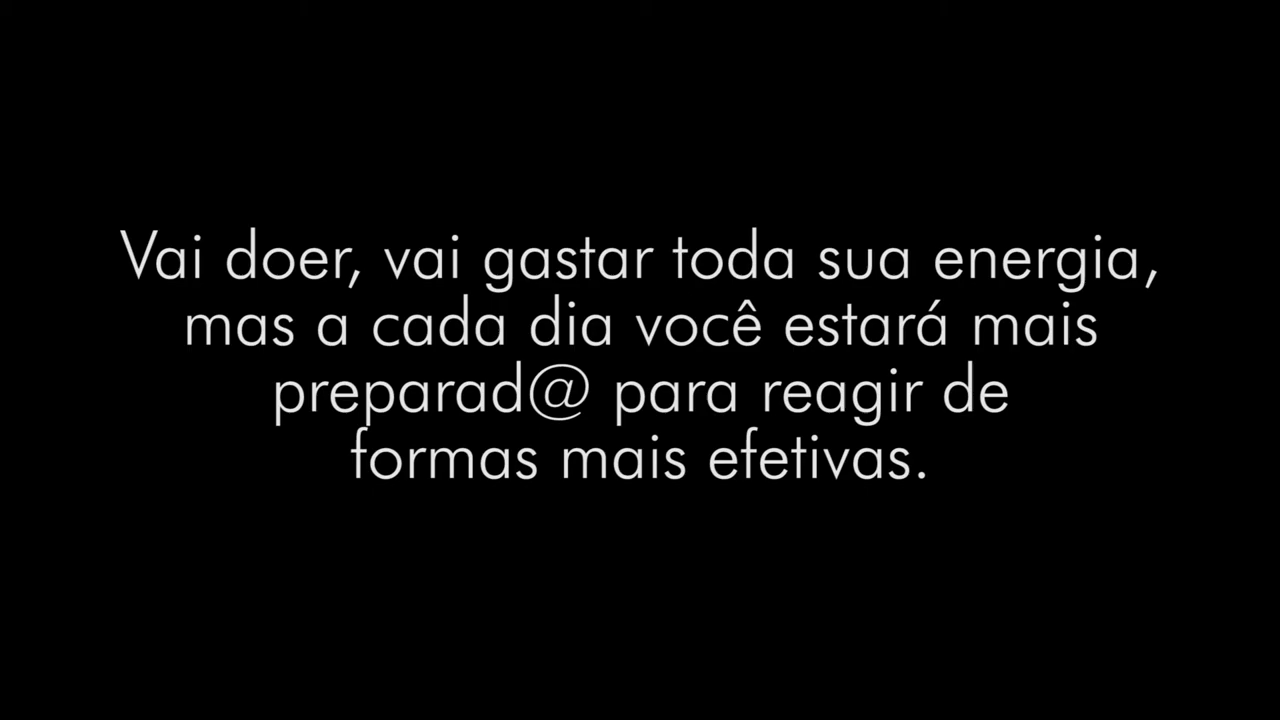 Vai doer, vai gastar toda sua energia,
mas a cada dia você estará mais
preparad@ para reagir de
formas mais efetivas.